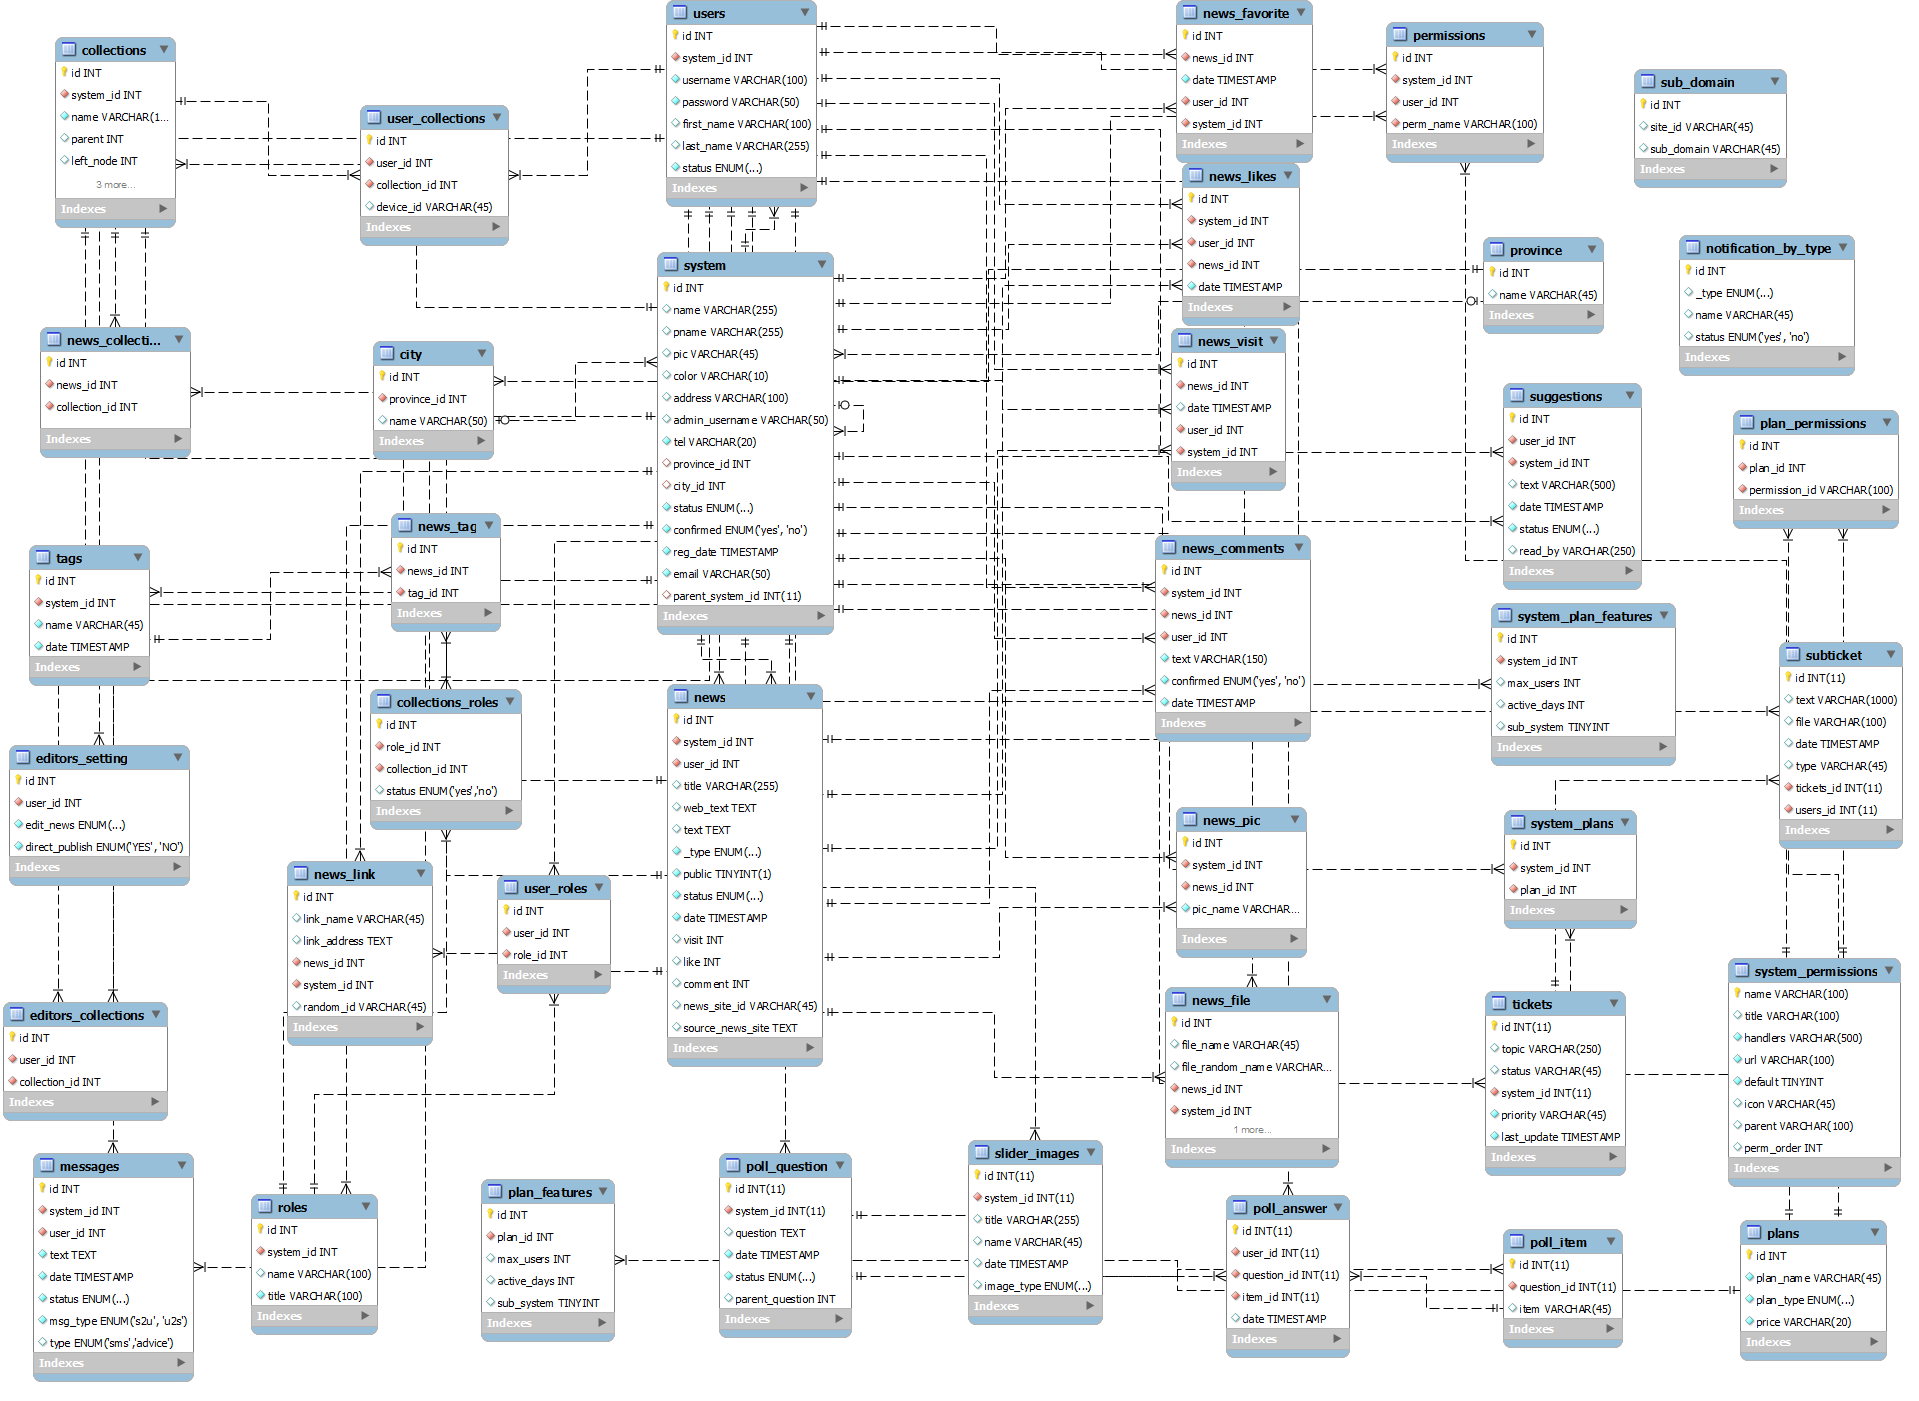 collections
id INT
system_id INT
name VARCHAR(1...
parent INT
left_node INT
3 more...
Indexes
user_collections
id INT
user_id INT
collection_id INT
device_id VARCHAR(45)
Indexes
users
id INT
system_id INT
username VARCHAR(100)
password VARCHAR(50)
first_name VARCHAR(100)
last_name VARCHAR(255)
status ENUM(...)
Indexes
news_favorite
id INT
news_id INT
date TIMESTAMP
user_id INT
system_id INT
Indexes
permissions
id INT
system_id INT
user_id INT
perm_name VARCHAR(100)
Indexes
sub_domain
id INT
site_id VARCHAR(45)
sub_domain VARCHAR(45)
Indexes
news_likes
id INT
system_id INT
user_id INT
news_id INT
date TIMESTAMP
Indexes
province
id INT
name VARCHAR(45)
Indexes
notification_by_type
id INT
_type ENUM(...)
name VARCHAR(45)
status ENUM('yes', 'no')
Indexes
system
id INT
name VARCHAR(255)
pname VARCHAR(255)
pic VARCHAR(45)
color VARCHAR(10)
address VARCHAR(100)
admin_username VARCHAR(50)
tel VARCHAR(20)
province_id INT
city_id INT
status ENUM(...)
confirmed ENUM('yes', 'no')
reg_date TIMESTAMP
email VARCHAR(50)
parent_system_id INT(11)
Indexes
news_collecti...
id INT
news_id INT
collection_id INT
Indexes
city
id INT
province_id INT
name VARCHAR(50)
Indexes
news_visit
id INT
news_id INT
date TIMESTAMP
user_id INT
system_id INT
Indexes
suggestions
id INT
user_id INT
system_id INT
text VARCHAR(500)
date TIMESTAMP
status ENUM(...)
read_by VARCHAR(250)
Indexes
plan_permissions
id INT
plan_id INT
permission_id VARCHAR(100)
Indexes
tags
id INT
system_id INT
name VARCHAR(45)
date TIMESTAMP
Indexes
news_tag
id INT
news_id INT
tag_id INT
Indexes
news_comments
id INT
system_id INT
news_id INT
user_id INT
text VARCHAR(150)
confirmed ENUM('yes', 'no')
date TIMESTAMP
Indexes
system_plan_features
id INT
system_id INT
max_users INT
active_days INT
sub_system TINYINT
Indexes
subticket
id INT(11)
text VARCHAR(1000)
file VARCHAR(100)
date TIMESTAMP
type VARCHAR(45)
tickets_id INT(11)
users_id INT(11)
Indexes
editors_setting
id INT
user_id INT
edit_news ENUM(...)
direct_publish ENUM('YES', 'NO')
Indexes
collections_roles
id INT
role_id INT
collection_id INT
status ENUM('yes','no')
Indexes
news
id INT
system_id INT
user_id INT
title VARCHAR(255)
web_text TEXT
text TEXT
_type ENUM(...)
public TINYINT(1)
status ENUM(...)
date TIMESTAMP
visit INT
like INT
comment INT
news_site_id VARCHAR(45)
source_news_site TEXT
Indexes
news_pic
id INT
system_id INT
news_id INT
pic_name VARCHAR...
Indexes
system_plans
id INT
system_id INT
plan_id INT
Indexes
news_link
id INT
link_name VARCHAR(45)
link_address TEXT
news_id INT
system_id INT
random_id VARCHAR(45)
Indexes
user_roles
id INT
user_id INT
role_id INT
Indexes
editors_collections
id INT
user_id INT
collection_id INT
Indexes
news_file
id INT
file_name VARCHAR(45)
file_random_name VARCHAR...
news_id INT
system_id INT
1 more...
Indexes
tickets
id INT(11)
topic VARCHAR(250)
status VARCHAR(45)
system_id INT(11)
priority VARCHAR(45)
last_update TIMESTAMP
Indexes
system_permissions
name VARCHAR(100)
title VARCHAR(100)
handlers VARCHAR(500)
url VARCHAR(100)
default TINYINT
icon VARCHAR(45)
parent VARCHAR(100)
perm_order INT
Indexes
messages
id INT
system_id INT
user_id INT
text TEXT
date TIMESTAMP
status ENUM(...)
msg_type ENUM('s2u', 'u2s')
type ENUM('sms','advice')
Indexes
roles
id INT
system_id INT
name VARCHAR(100)
title VARCHAR(100)
Indexes
plan_features
id INT
plan_id INT
max_users INT
active_days INT
sub_system TINYINT
Indexes
poll_question
id INT(11)
system_id INT(11)
question TEXT
date TIMESTAMP
status ENUM(...)
parent_question INT
Indexes
slider_images
id INT(11)
system_id INT(11)
title VARCHAR(255)
name VARCHAR(45)
date TIMESTAMP
image_type ENUM(...)
Indexes
poll_answer
id INT(11)
user_id INT(11)
question_id INT(11)
item_id INT(11)
date TIMESTAMP
Indexes
poll_item
id INT(11)
question_id INT(11)
item VARCHAR(45)
Indexes
plans
id INT
plan_name VARCHAR(45)
plan_type ENUM(...)
price VARCHAR(20)
Indexes